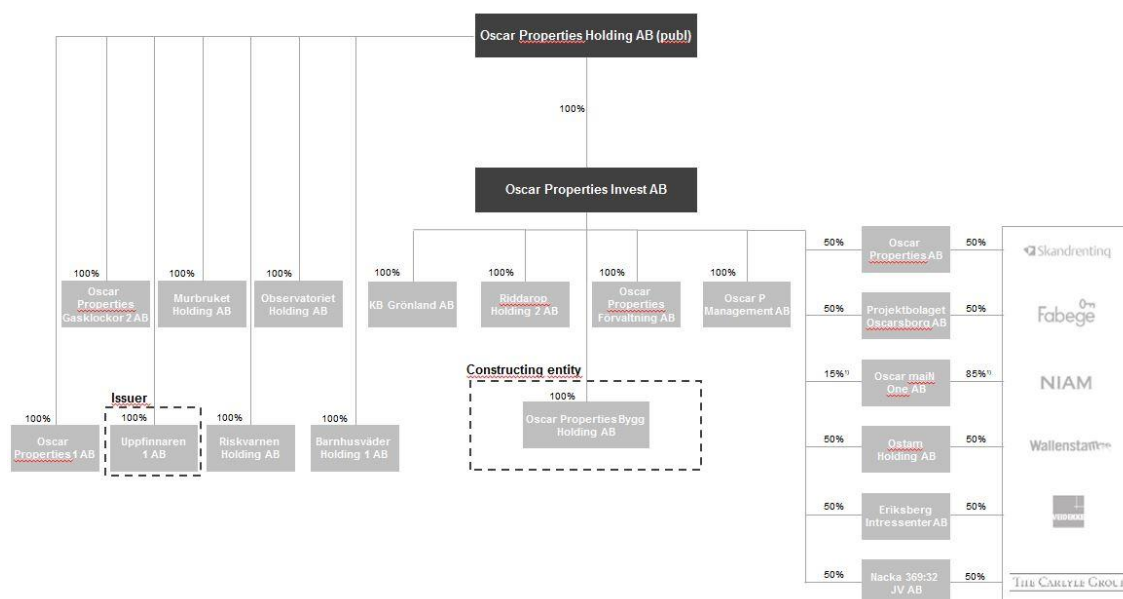 Oscar Properties Holding AB (publ)
100%
Oscar Properties Invest AB
100%
Oscar
Properties
Gasklockor 2 AB
100%
Murbruket
Holding AB
100%
Observatoriet
Holding AB
100%
KB Grönland AB
100%
Riddarop
Holding 2 AB
100%
Oscar
Properties
Förvaltning AB
100%
Oscar P
Management AB
50%
Oscar
Properties AB
50%
Skandrenting
50%
Projektbolaget
Oscarsborg AB
50%
Fabege
15%¹⁾
Oscar maiN
One AB
85%¹⁾
NIAM
50%
Ostam
Holding AB
50%
Wallenstam
50%
Eriksberg
Intressenter AB
50%
50%
Nacka 369:32
JV AB
50%
THE CARLYLE GROUP
Issuer
Constructing entity
100%
Oscar
Properties 1 AB
100%
Uppfinnaren
1 AB
100%
Riskvarnen
Holding AB
100%
Barnhusväder
Holding 1 AB
100%
Oscar Properties Bygg
Holding AB